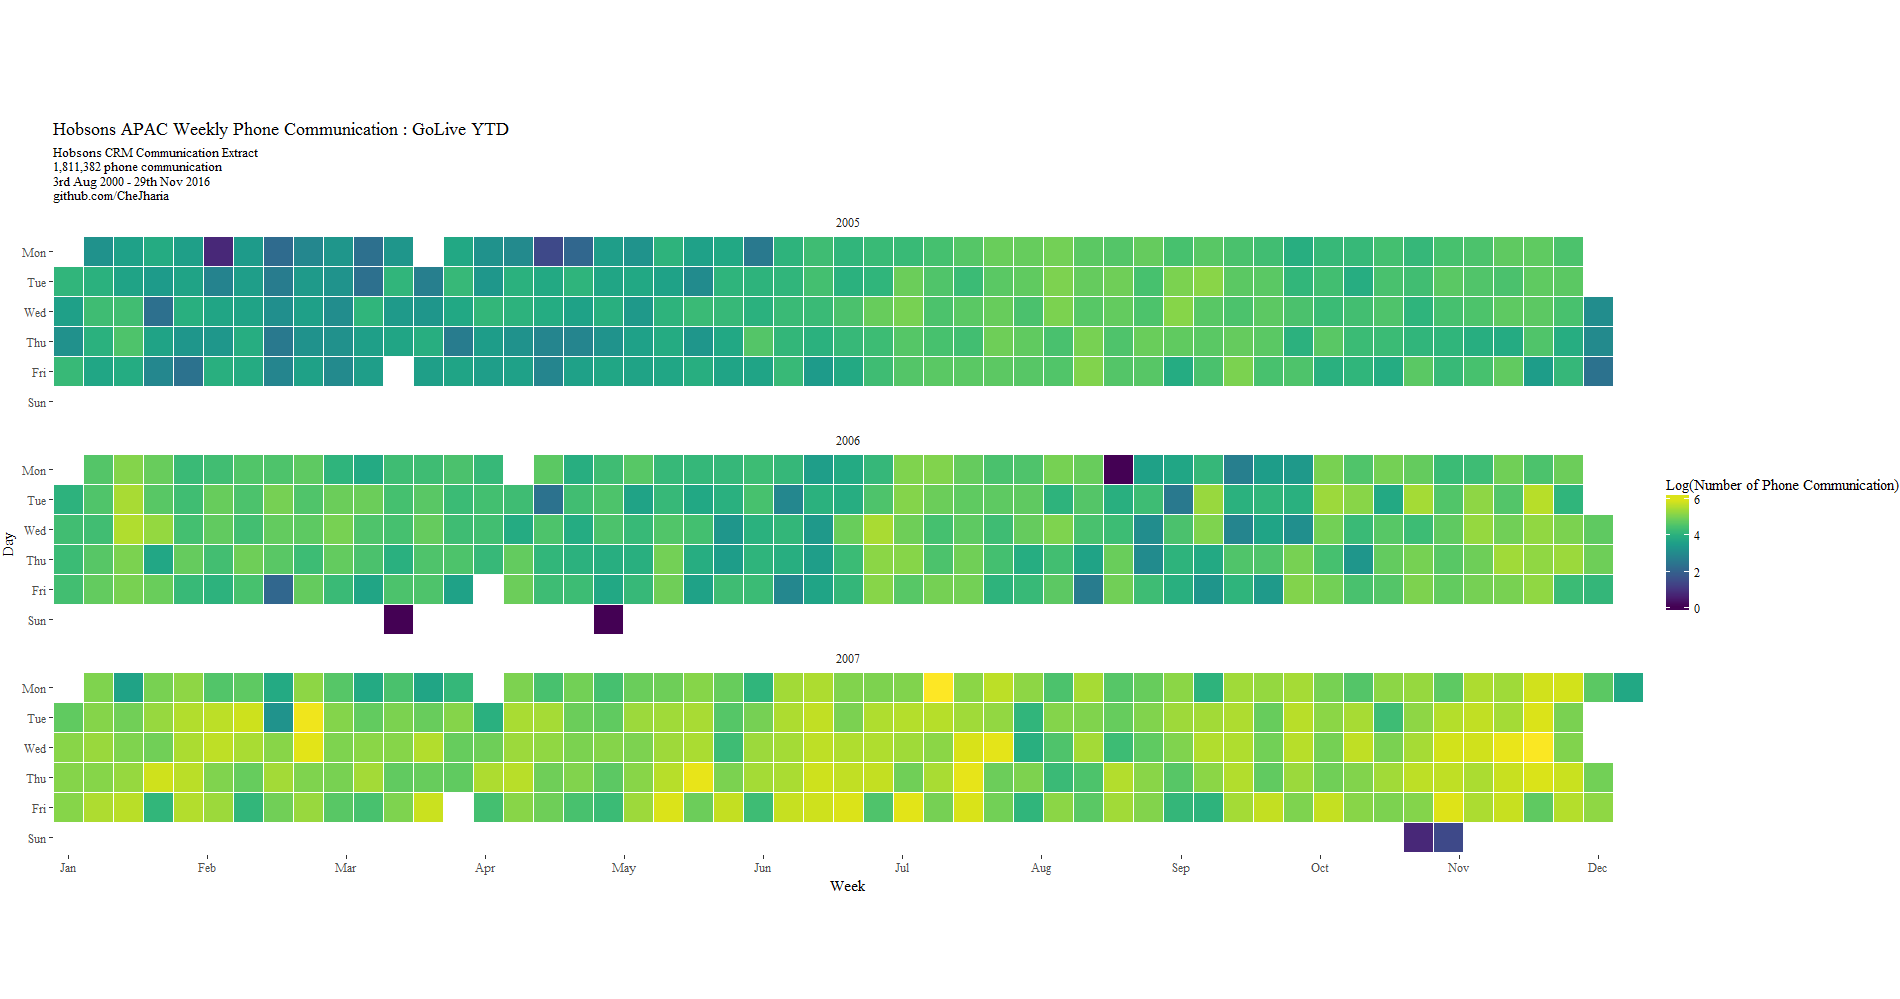 Hobsons APAC Weekly Phone Communication : GoLive YTD
Hobsons CRM Communication Extract
1,811,382 phone communication
3rd Aug 2000 - 29th Nov 2016
github.com/CheJharia
2005
Mon
Tue
Wed
Thu
Fri
Sun
2006
Mon
Tue
Wed
Thu
Fri
Sun
2007
Mon
Tue
Wed
Thu
Fri
Sun
Day
Jan Feb Mar Apr May Jun Jul Aug Sep Oct Nov Dec
Week
Log(Number of Phone Communication)
6
4
2
0